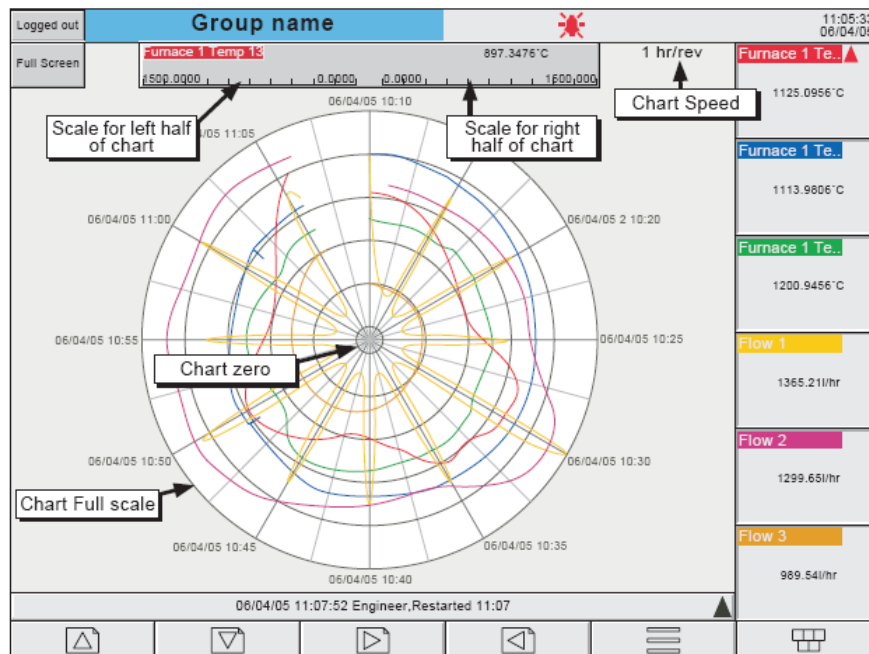 Logged out
Group name
11:05:33
06/04/05
Full Screen
Furnace 1 Temp 13
897.3476°C
1500.0000
0.0000
0.0000
1 hr/rev
Chart Speed
Scale for left half
of chart
Scale for right
half of chart
Furnace 1 Te..
1125.0956°C
Furnace 1 Te..
1113.9806°C
Furnace 1 Te..
1200.9456°C
Flow 1
1365.21l/hr
Flow 2
1299.65l/hr
Flow 3
989.54l/hr
06/04/05 10:10
05 11:05
06/04/05 11:00
06/04/05 2 10:20
06/04/05 10:55
06/04/05 10:25
Chart zero
06/04/05 10:50
06/04/05 10:30
Chart Full scale
06/04/05 10:45
06/04/05 10:35
06/04/05 10:40
06/04/05 11:07:52 Engineer,Restarted 11:07